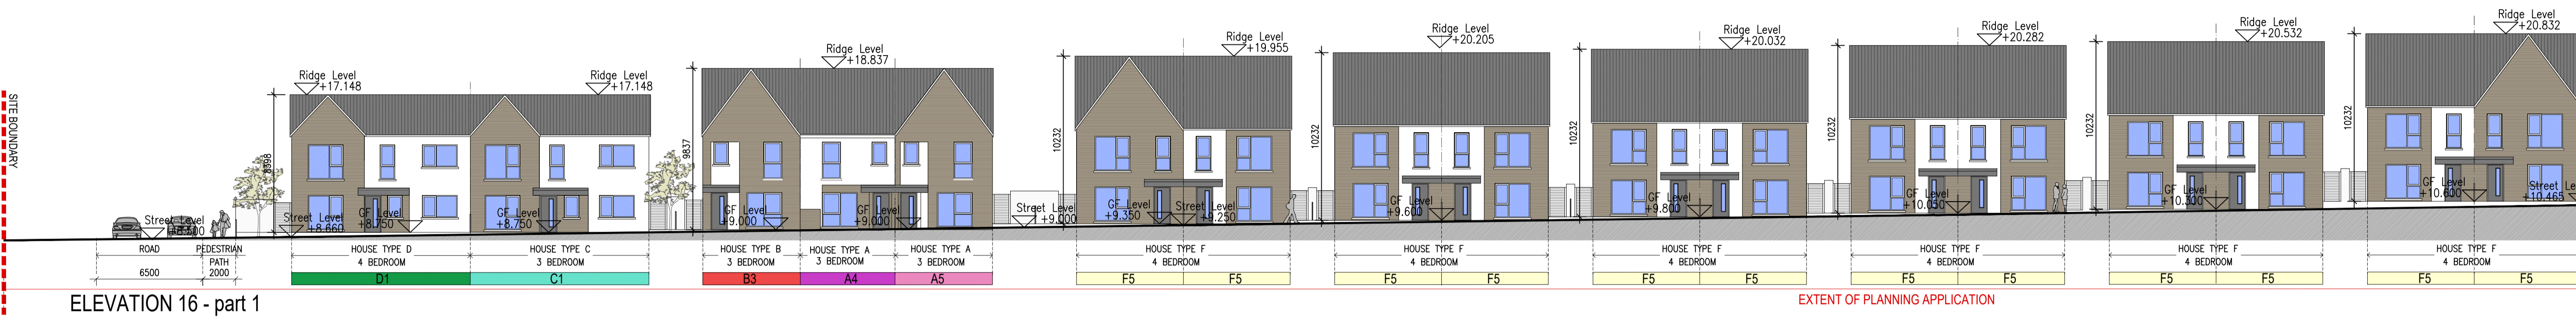 SITE BOUNDARY
Ridge Level
+17.148
Ridge Level
+17.148
8398
Street Level
ROAD
6500
PEDESTRIAN
PATH
2000
Street Level
+8.660
GF Level
+8.750
GF Level
+8.750
HOUSE TYPE D
4 BEDROOM
D1
HOUSE TYPE C
3 BEDROOM
C1
9837
Ridge Level
+18.837
GF Level
+9.000
GF Level
+9.000
HOUSE TYPE B
3 BEDROOM
B3
HOUSE TYPE A
3 BEDROOM
A4
HOUSE TYPE A
3 BEDROOM
A5
Street Level
+9.000
10232
Ridge Level
+19.955
GF Level
+9.350
Street Level
+9.250
HOUSE TYPE F
4 BEDROOM
F5
F5
10232
Ridge Level
+20.205
GF Level
+9.600
HOUSE TYPE F
4 BEDROOM
F5
F5
10232
Ridge Level
+20.032
GF Level
+9.800
HOUSE TYPE F
4 BEDROOM
F5
F5
10232
Ridge Level
+20.282
GF Level
+10.050
HOUSE TYPE F
4 BEDROOM
F5
F5
10232
Ridge Level
+20.532
GF Level
+10.300
HOUSE TYPE F
4 BEDROOM
F5
F5
10232
Ridge Level
+20.832
GF Level
+10.600
Street Le
+10.465
HOUSE TYPE F
4 BEDROOM
F5
F5
ELEVATION 16 - part 1
EXTENT OF PLANNING APPLICATION